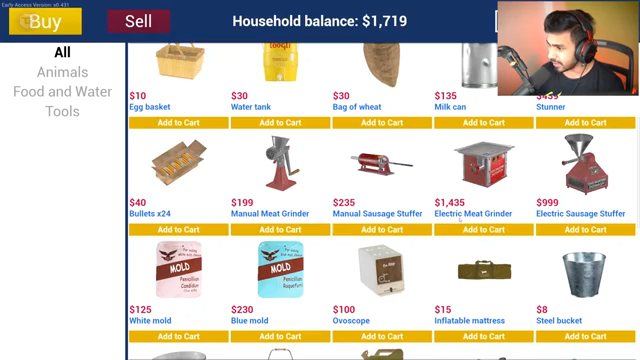 Early Access Version: v0.431
Buy
Sell
Household balance: $1,719
All
Animals
Food and Water
Tools
$10
Egg basket
Add to Cart
$30
Water tank
Add to Cart
$30
Bag of wheat
Add to Cart
$135
Milk can
Add to Cart
$439
Stunner
Add to Cart
$40
Bullets x24
Add to Cart
$199
Manual Meat Grinder
Add to Cart
$235
Manual Sausage Stuffer
Add to Cart
$1,435
Electric Meat Grinder
Add to Cart
$999
Electric Sausage Stuffer
Add to Cart
MOLD
Penicillium
Candidum
$125
White mold
Add to Cart
MOLD
Penicillium
Roqueforti
$230
Blue mold
Add to Cart
$100
Ovoscope
Add to Cart
$15
Inflatable mattress
Add to Cart
$8
Steel bucket
Add to Cart